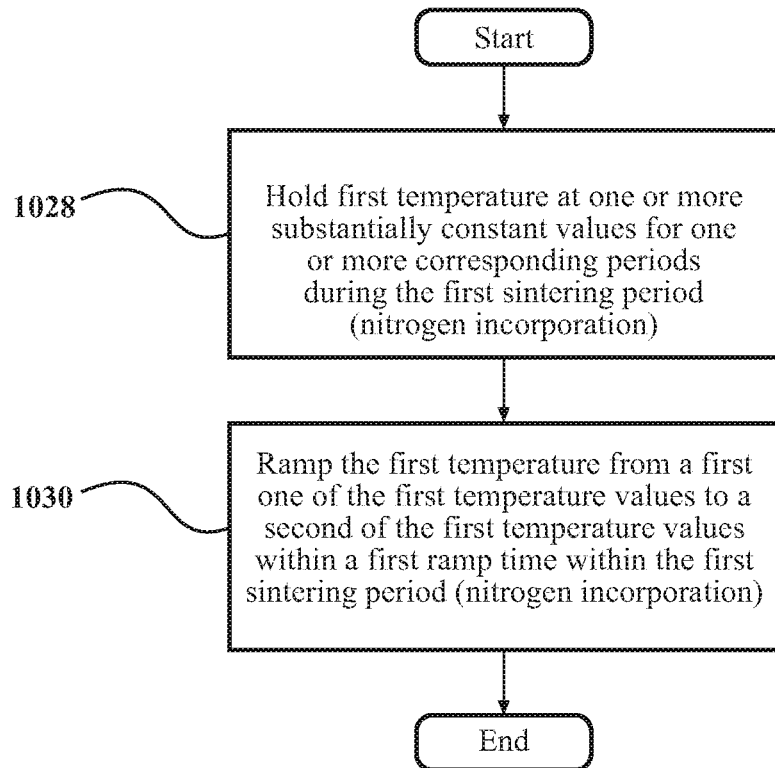 Start
1028
Hold first temperature at one or more
substantially constant values for one
or more corresponding periods
during the first sintering period
(nitrogen incorporation)
1030
Ramp the first temperature from a first
one of the first temperature values to a
second of the first temperature values
within a first ramp time within the first
sintering period (nitrogen incorporation)
End